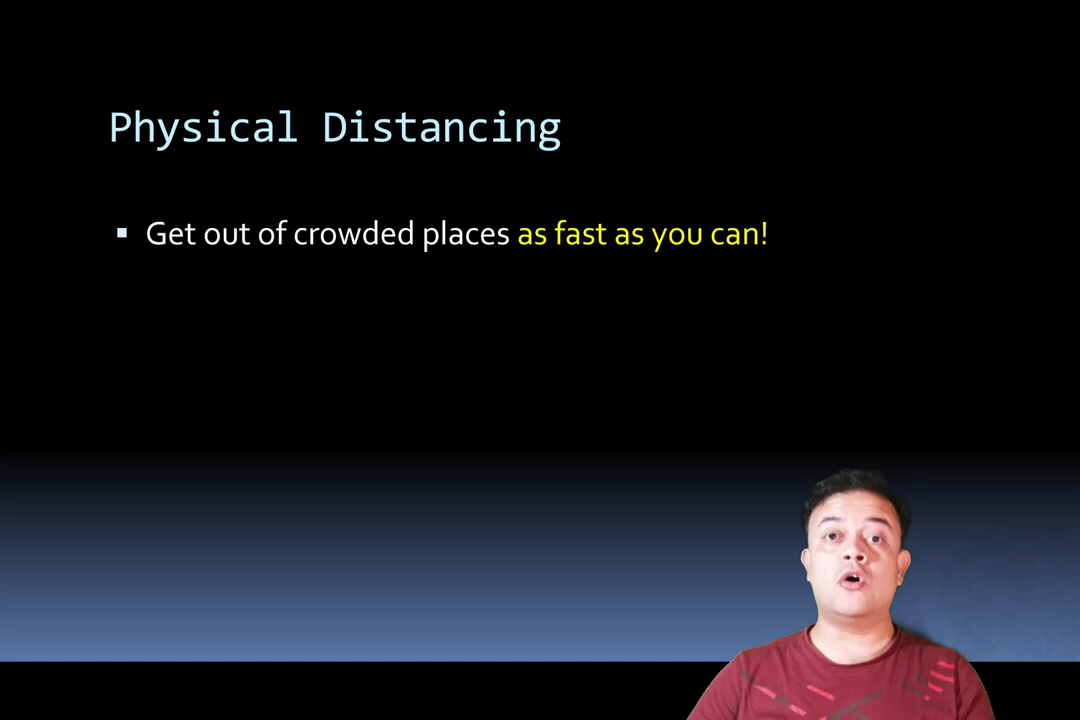 Physical Distancing
▪ Get out of crowded places as fast as you can!